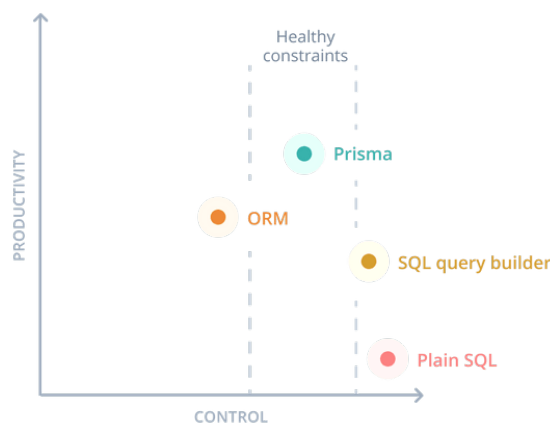 Healthy
constraints
Prisma
ORM
SQL query builder
Plain SQL
PRODUCTIVITY
CONTROL